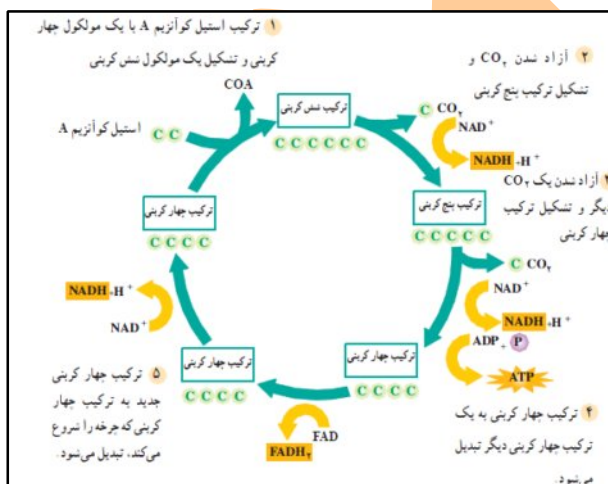 ۱ ترکیب استیل کوآنزیم A با یک مولکول چهار
کربنی و تشکیل یک مولکول شش کربنی
۲ آزاد شدن CO۲ و
تشکیل ترکیب پنج کربنی
COA
ترکیب شش کربنی
C C C C C C
C CO۲
NAD+
NADH+H+
استیل کوآنزیم A
C C
۳ آزاد شدن یک CO۲
دیگر و تشکیل ترکیب
چهار کربنی
ترکیب پنج کربنی
C C C C C
ترکیب چهار کربنی
C C C C
C CO۲
NAD+
NADH+H+
ADP+ P
ATP
NADH+H+
NAD+
ترکیب چهار کربنی
C C C C
ترکیب چهار کربنی
C C C C
FAD
FADH۲
۵ ترکیب چهار کربنی
جدید به ترکیب چهار
کربنی که چرخه را شروع
می‌کند، تبدیل می‌شود.
۴ ترکیب چهار کربنی به یک
ترکیب چهار کربنی دیگر تبدیل
می‌شود.